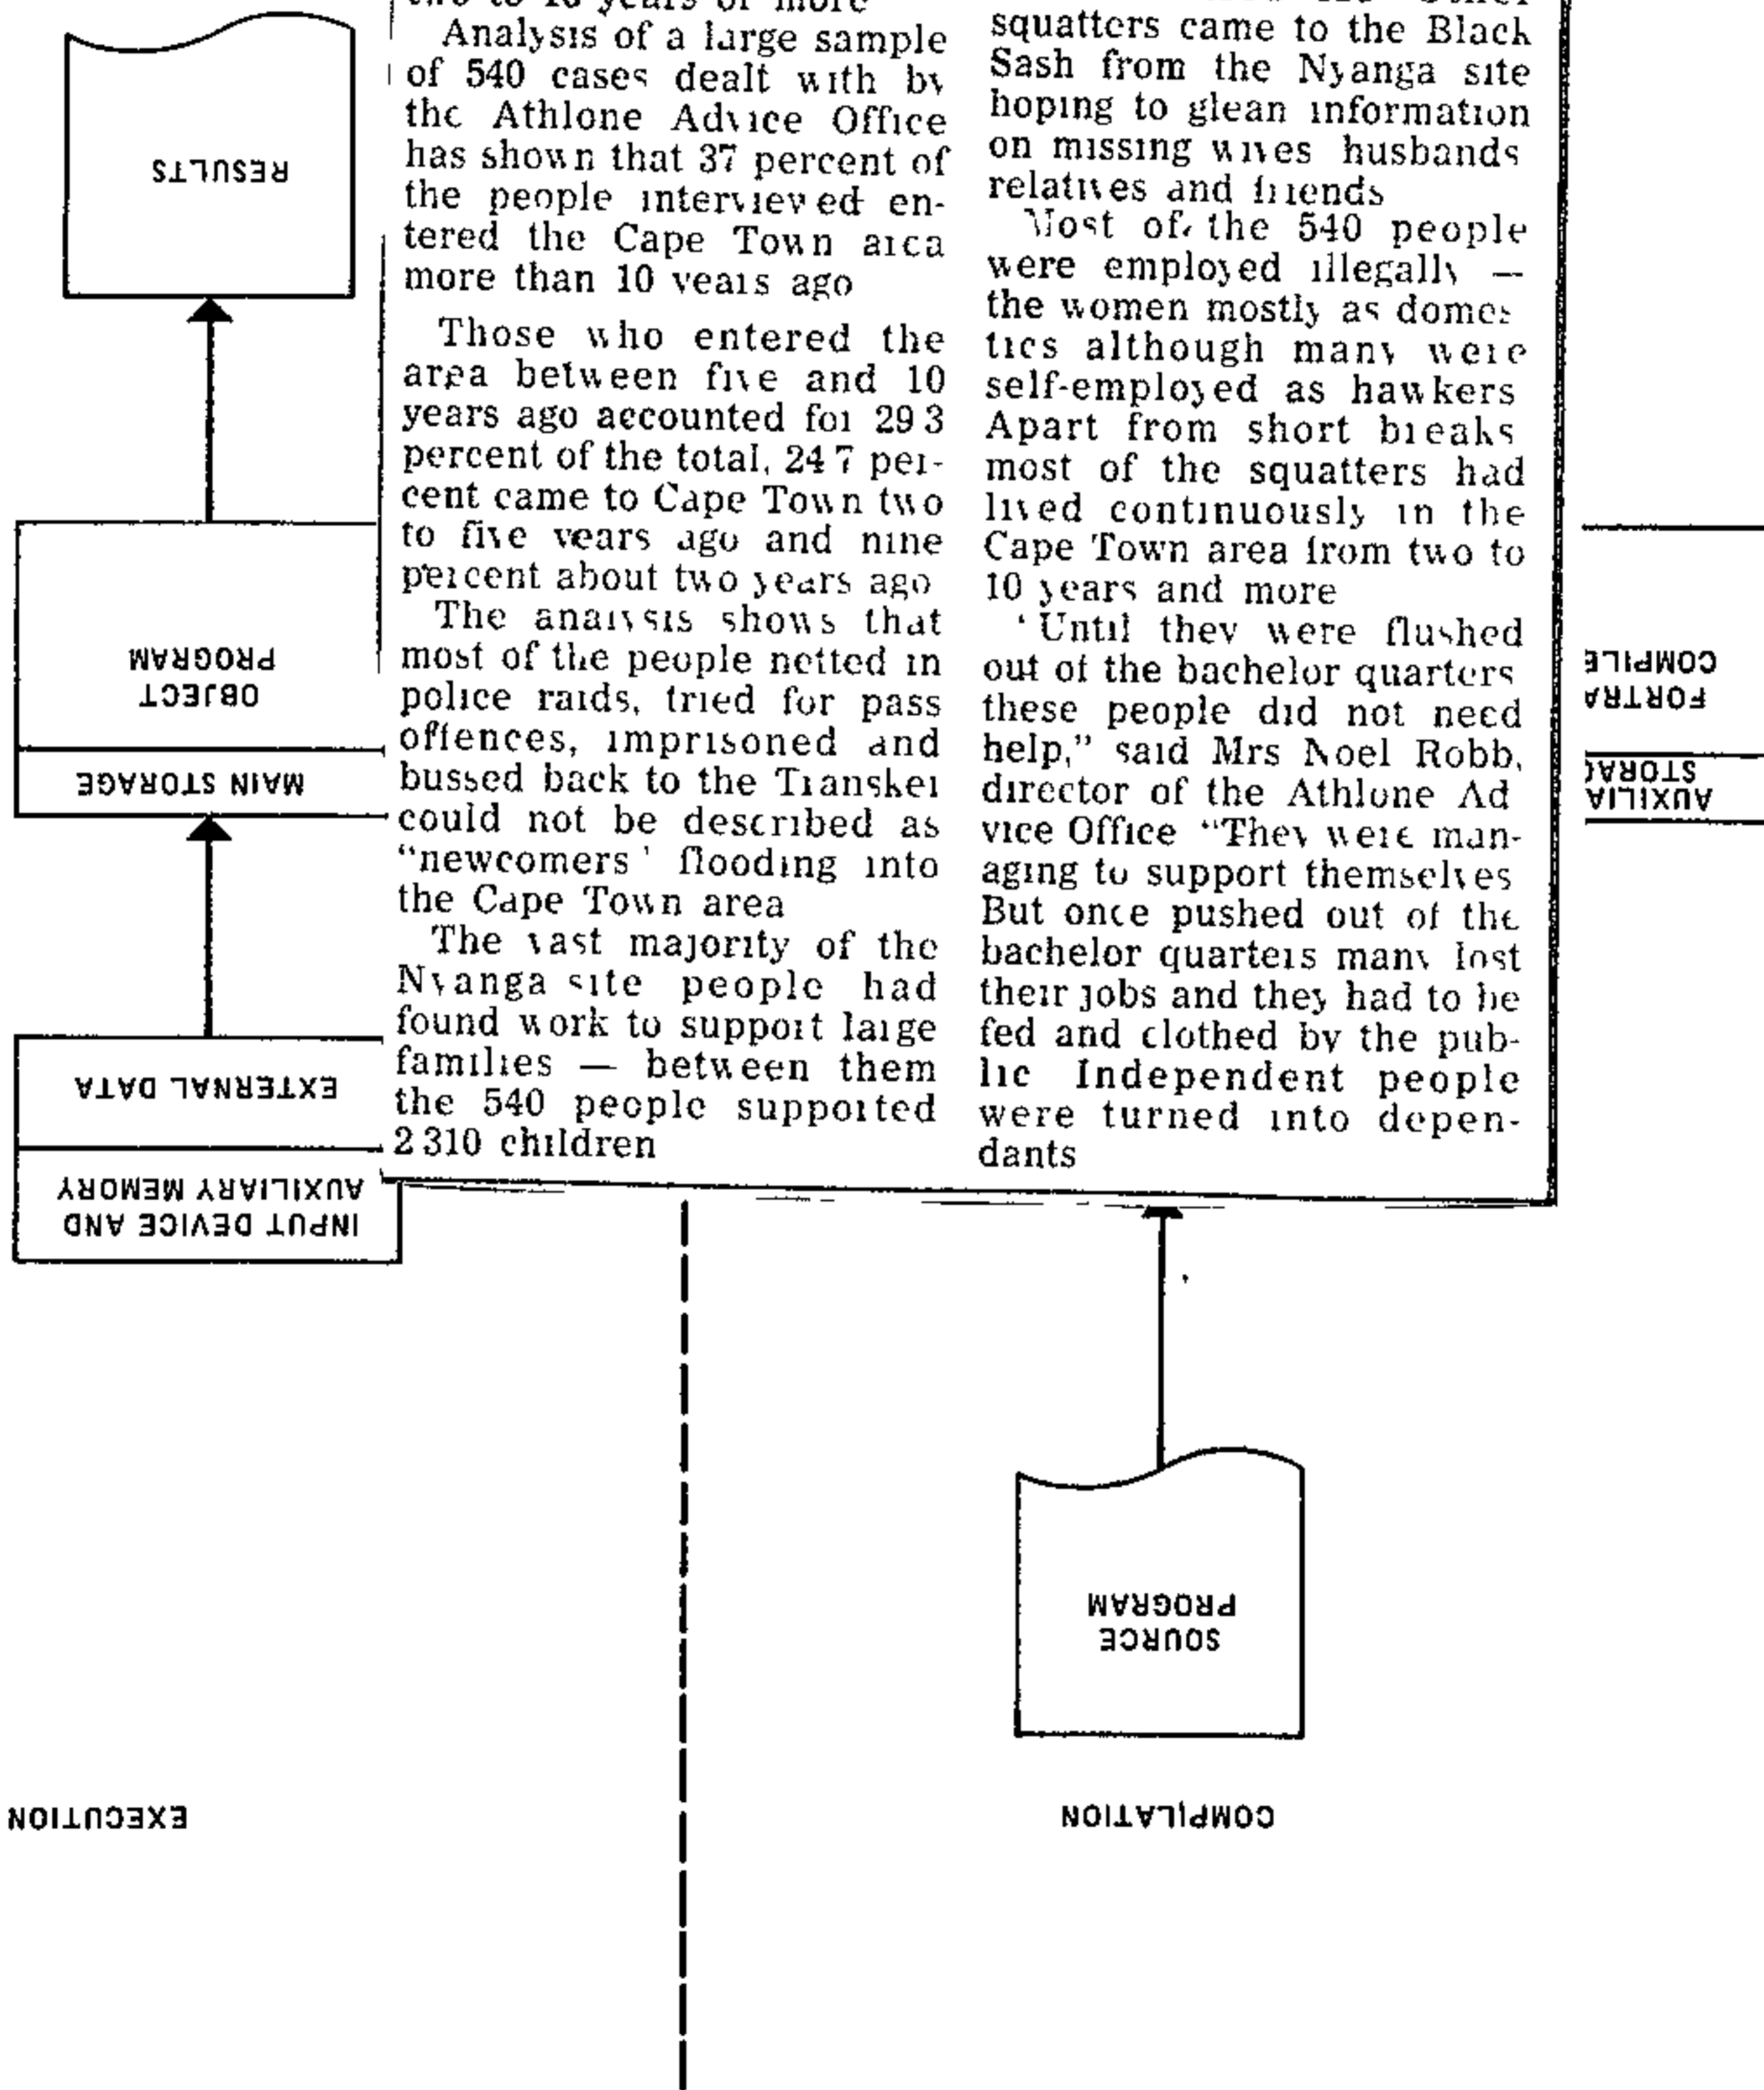 two to 10 years or more
Analysis of a large sample
of 540 cases dealt with by
the Athlone Advice Office
has shown that 37 percent of
the people interviewed en-
tered the Cape Town area
more than 10 years ago
Those who entered the
area between five and 10
years ago accounted for 29 3
percent of the total, 24 7 per-
cent came to Cape Town two
to five years ago and nine
percent about two years ago
The analysis shows that
most of the people netted in
police raids, tried for pass
offences, imprisoned and
bussed back to the Transkei
could not be described as
"newcomers' flooding into
the Cape Town area
The vast majority of the
Nyanga site people had
found work to support large
families — between them
the 540 people supported
2 310 children
squatters came to the Black
Sash from the Nyanga site
hoping to glean information
on missing wives husbands
relatives and friends
Most of the 540 people
were employed illegally —
the women mostly as domes
tics although many were
self-employed as hawkers
Apart from short breaks
most of the squatters had
lived continuously in the
Cape Town area from two to
10 years and more
'Until they were flushed
out of the bachelor quarters
these people did not need
help," said Mrs Noel Robb,
director of the Athlone Ad
vice Office "They were man-
aging to support themselves
But once pushed out of the
bachelor quarters many lost
their jobs and they had to be
fed and clothed by the pub-
lic Independent people
were turned into depen-
dants
COMPILATION
SOURCE
PROGRAM
AUXILIA
STORAG
FORTRA
COMPILE
EXECUTION
INPUT DEVICE AND
AUXILIARY MEMORY
EXTERNAL DATA
MAIN STORAGE
OBJECT
PROGRAM
RESULTS